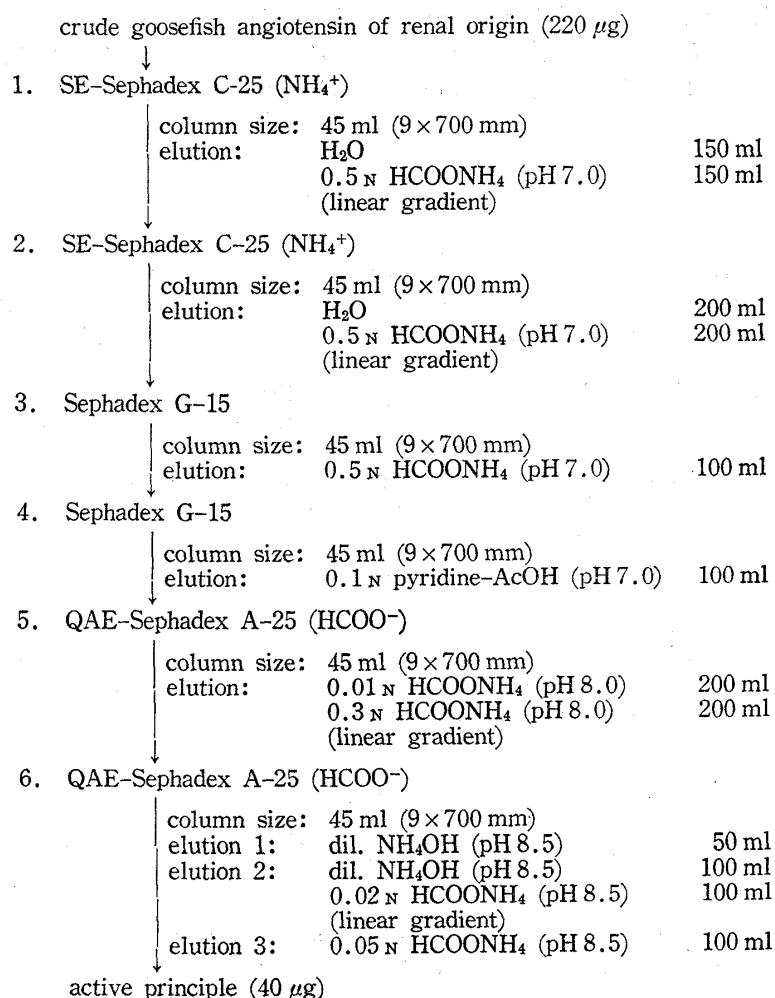 crude goosefish angiotensin of renal origin (220 μg)
1. SE–Sephadex C-25 (NH₄⁺)
column size: 45 ml (9×700 mm)
elution: H₂O 150 ml
0.5 N HCOONH₄ (pH 7.0) 150 ml
(linear gradient)
2. SE–Sephadex C–25 (NH₄⁺)
column size: 45 ml (9×700 mm)
elution: H₂O 200 ml
0.5 N HCOONH₄ (pH 7.0) 200 ml
(linear gradient)
3. Sephadex G–15
column size: 45 ml (9×700 mm)
elution: 0.5 N HCOONH₄ (pH 7.0) 100 ml
4. Sephadex G–15
column size: 45 ml (9×700 mm)
elution: 0.1 N pyridine–AcOH (pH 7.0) 100 ml
5. QAE–Sephadex A–25 (HCOO⁻)
column size: 45 ml (9×700 mm)
elution: 0.01 N HCOONH₄ (pH 8.0) 200 ml
0.3 N HCOONH₄ (pH 8.0) 200 ml
(linear gradient)
6. QAE–Sephadex A–25 (HCOO⁻)
column size: 45 ml (9×700 mm)
elution 1: dil. NH₄OH (pH 8.5) 50 ml
elution 2: dil. NH₄OH (pH 8.5) 100 ml
0.02 N HCOONH₄ (pH 8.5) 100 ml
(linear gradient)
elution 3: 0.05 N HCOONH₄ (pH 8.5) 100 ml
active principle (40 μg)